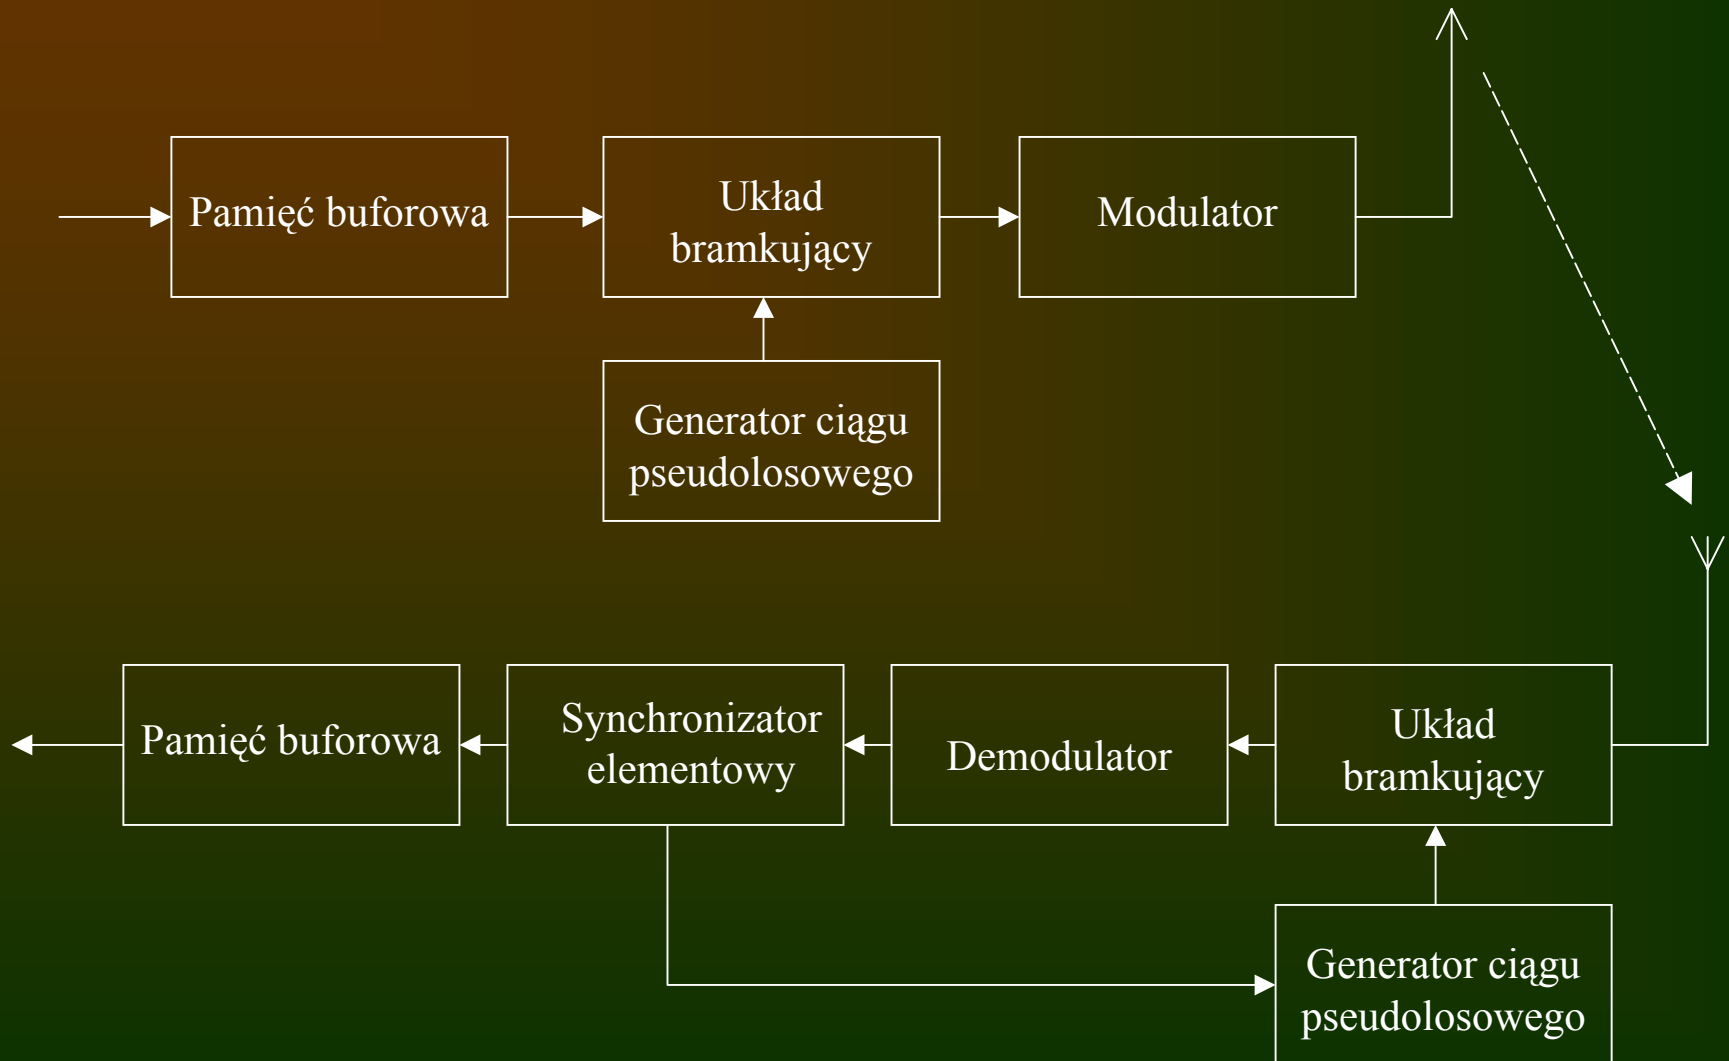 Pamięć buforowa
Układ
bramkujący
Modulator
Generator ciągu
pseudolosowego
Pamięć buforowa
Synchronizator
elementowy
Demodulator
Układ
bramkujący
Generator ciągu
pseudolosowego